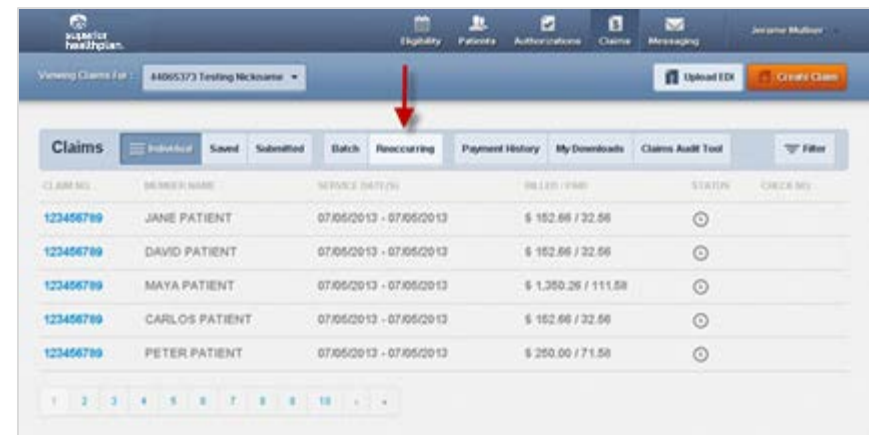 superior
healthplan.
Eligibility Patients Authorizations Claims Messaging
Viewing Claims For : 44065373 Testing Nickname Upload EDI Create Claim
Claims Individual Saved Submitted Batch Reoccurring Payment History My Downloads Claims Audit Tool Filter
CLAIM NO. MEMBER NAME SERVICE DATE(S) BILLED / PAID STATUS CHECK NO.
123456789 JANE PATIENT 07/05/2013 - 07/05/2013 $ 152.66 / 32.56
123456789 DAVID PATIENT 07/05/2013 - 07/05/2013 $ 152.66 / 32.56
123456789 MAYA PATIENT 07/05/2013 - 07/05/2013 $ 1,350.26 / 111.58
123456789 CARLOS PATIENT 07/05/2013 - 07/05/2013 $ 152.66 / 32.56
123456789 PETER PATIENT 07/05/2013 - 07/05/2013 $ 250.00 / 71.58
1 2 3 4 5 6 7 8 9 10 › »